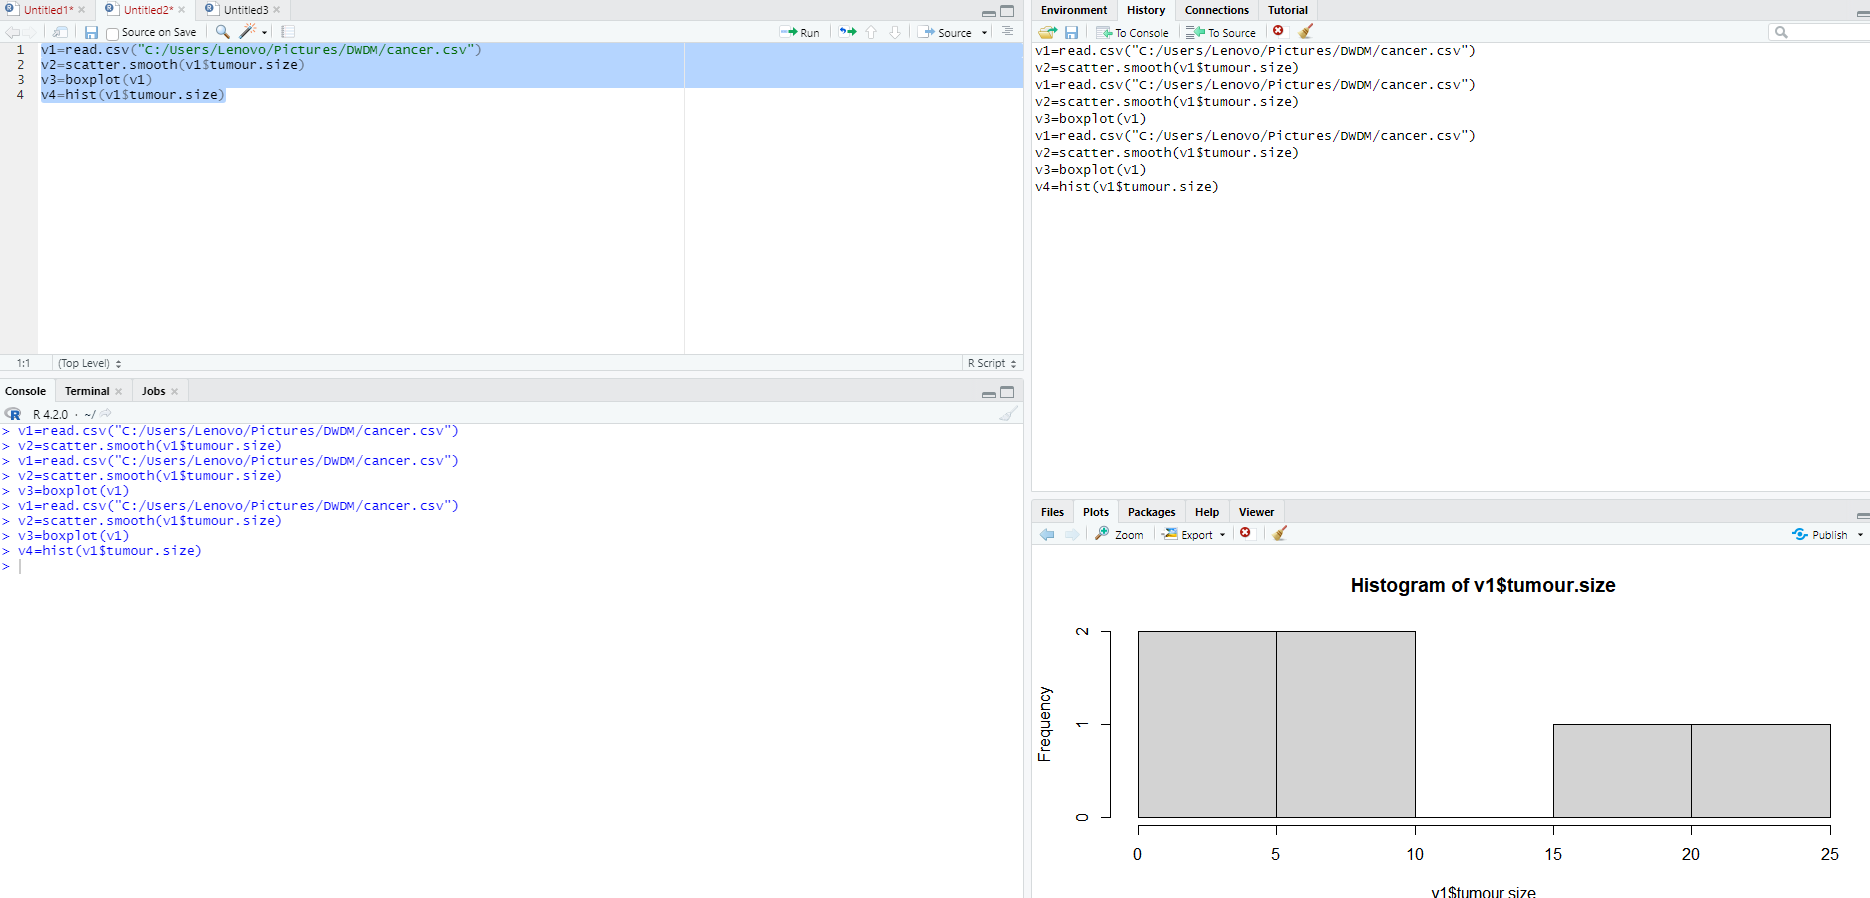 Untitled1* Untitled2* Untitled3
Source on Save Run Source
1 v1=read.csv("C:/Users/Lenovo/Pictures/DWDM/cancer.csv")
2 v2=scatter.smooth(v1$tumour.size)
3 v3=boxplot(v1)
4 v4=hist(v1$tumour.size)
1:1 (Top Level) R Script
Console Terminal Jobs
R 4.2.0 · ~/
> v1=read.csv("C:/Users/Lenovo/Pictures/DWDM/cancer.csv")
> v2=scatter.smooth(v1$tumour.size)
> v1=read.csv("C:/Users/Lenovo/Pictures/DWDM/cancer.csv")
> v2=scatter.smooth(v1$tumour.size)
> v3=boxplot(v1)
> v1=read.csv("C:/Users/Lenovo/Pictures/DWDM/cancer.csv")
> v2=scatter.smooth(v1$tumour.size)
> v3=boxplot(v1)
> v4=hist(v1$tumour.size)
>
Environment History Connections Tutorial
To Console To Source
v1=read.csv("C:/Users/Lenovo/Pictures/DWDM/cancer.csv")
v2=scatter.smooth(v1$tumour.size)
v1=read.csv("C:/Users/Lenovo/Pictures/DWDM/cancer.csv")
v2=scatter.smooth(v1$tumour.size)
v3=boxplot(v1)
v1=read.csv("C:/Users/Lenovo/Pictures/DWDM/cancer.csv")
v2=scatter.smooth(v1$tumour.size)
v3=boxplot(v1)
v4=hist(v1$tumour.size)
Files Plots Packages Help Viewer
Zoom Export Publish
Histogram of v1$tumour.size
Frequency
2
1
0
0 5 10 15 20 25
v1$tumour.size